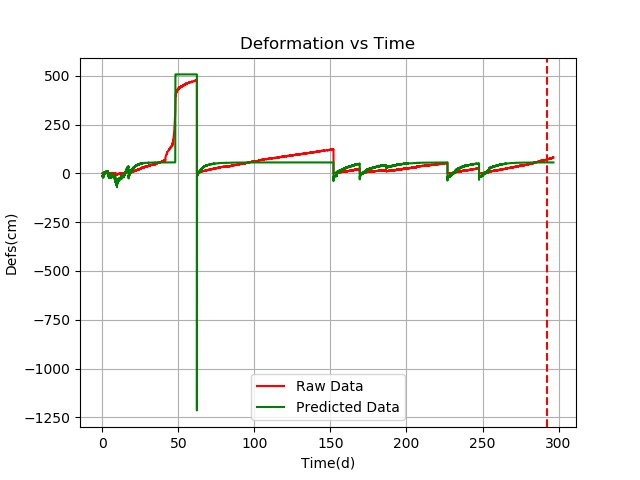 Deformation vs Time
500
250
0
−250
−500
−750
−1000
−1250
Defs(cm)
0 50 100 150 200 250 300
Time(d)
Raw Data
Predicted Data